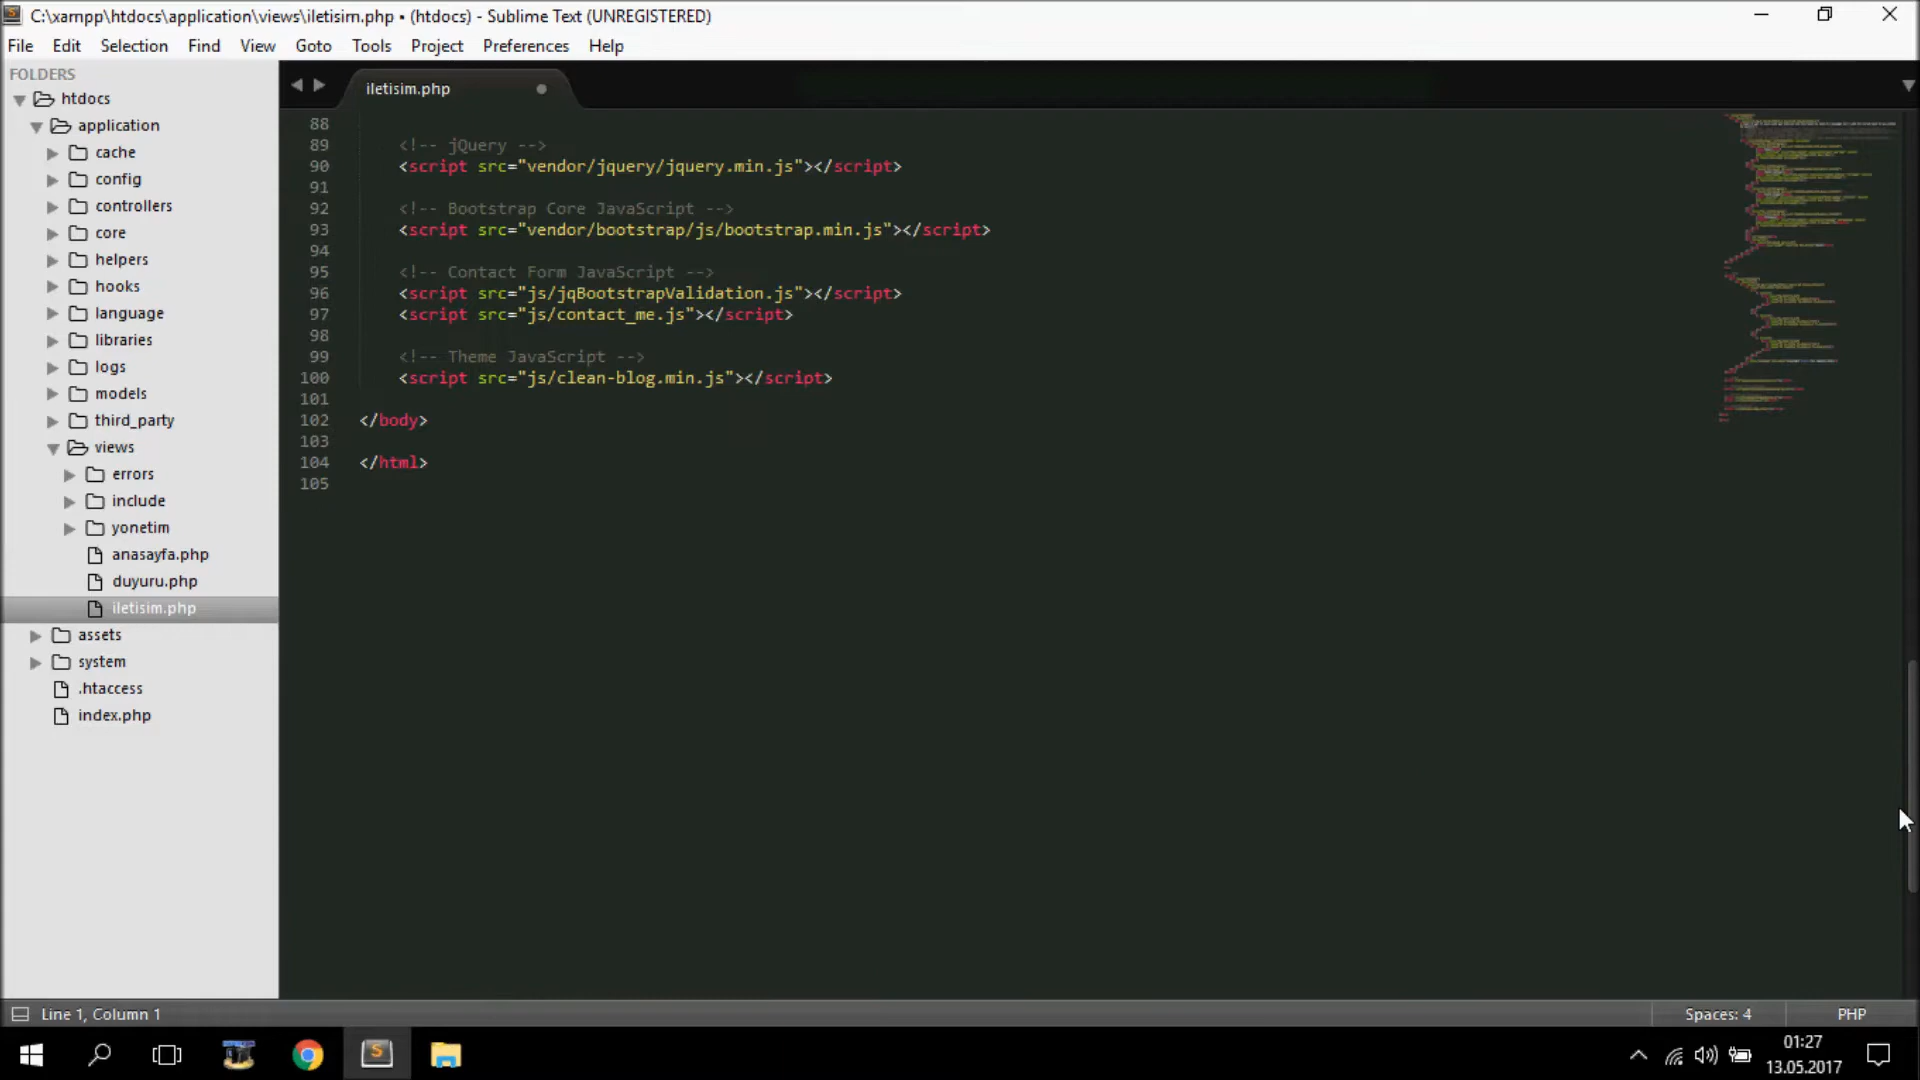 C:\xampp\htdocs\application\views\iletisim.php • (htdocs) - Sublime Text (UNREGISTERED)
File Edit Selection Find View Goto Tools Project Preferences Help
FOLDERS
htdocs
application
cache
config
controllers
core
helpers
hooks
language
libraries
logs
models
third_party
views
errors
include
yonetim
anasayfa.php
duyuru.php
iletisim.php
assets
system
.htaccess
index.php
iletisim.php
88
89 <!-- jQuery -->
90 <script src="vendor/jquery/jquery.min.js"></script>
91
92 <!-- Bootstrap Core JavaScript -->
93 <script src="vendor/bootstrap/js/bootstrap.min.js"></script>
94
95 <!-- Contact Form JavaScript -->
96 <script src="js/jqBootstrapValidation.js"></script>
97 <script src="js/contact_me.js"></script>
98
99 <!-- Theme JavaScript -->
100 <script src="js/clean-blog.min.js"></script>
101
102 </body>
103
104 </html>
105
Line 1, Column 1 Spaces: 4 PHP
01:27
13.05.2017